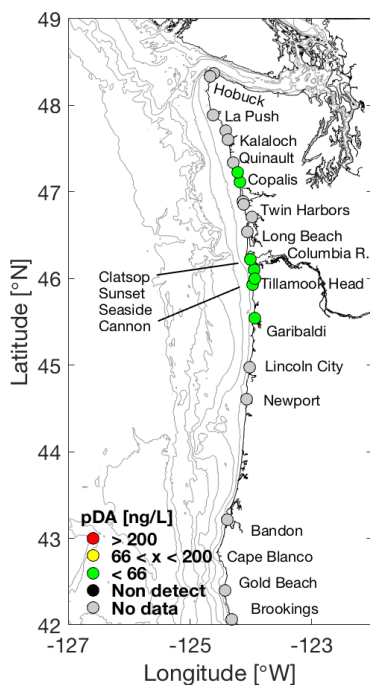 49
48
47
46
45
44
43
42
Latitude [°N]
Hobuck
La Push
Kalaloch
Quinault
Copalis
Twin Harbors
Long Beach
Columbia R.
Clatsop
Sunset
Seaside
Cannon
Tillamook Head
Garibaldi
Lincoln City
Newport
Bandon
Cape Blanco
Gold Beach
Brookings
pDA [ng/L]
> 200
66 < x < 200
< 66
Non detect
No data
-127 -125 -123
Longitude [°W]